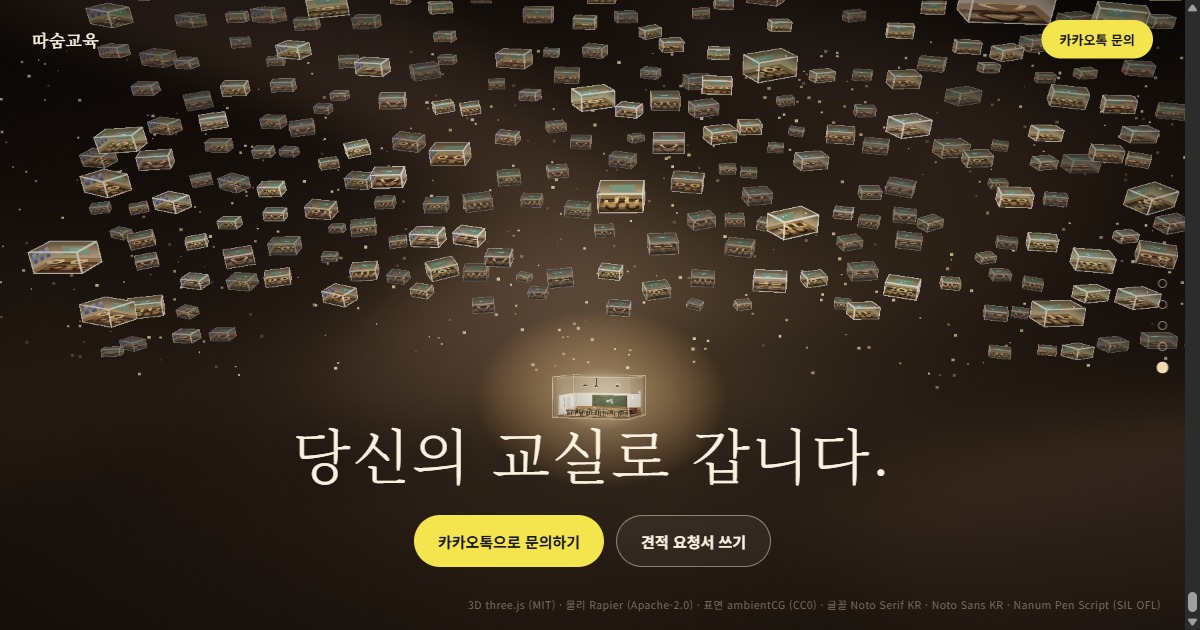 따숨교육
카카오톡 문의
당신의 교실로 갑니다.
카카오톡으로 문의하기
견적 요청서 쓰기
3D three.js (MIT) · 물리 Rapier (Apache-2.0) · 표면 ambientCG (CC0) · 글꼴 Noto Serif KR · Noto Sans KR · Nanum Pen Script (SIL OFL)